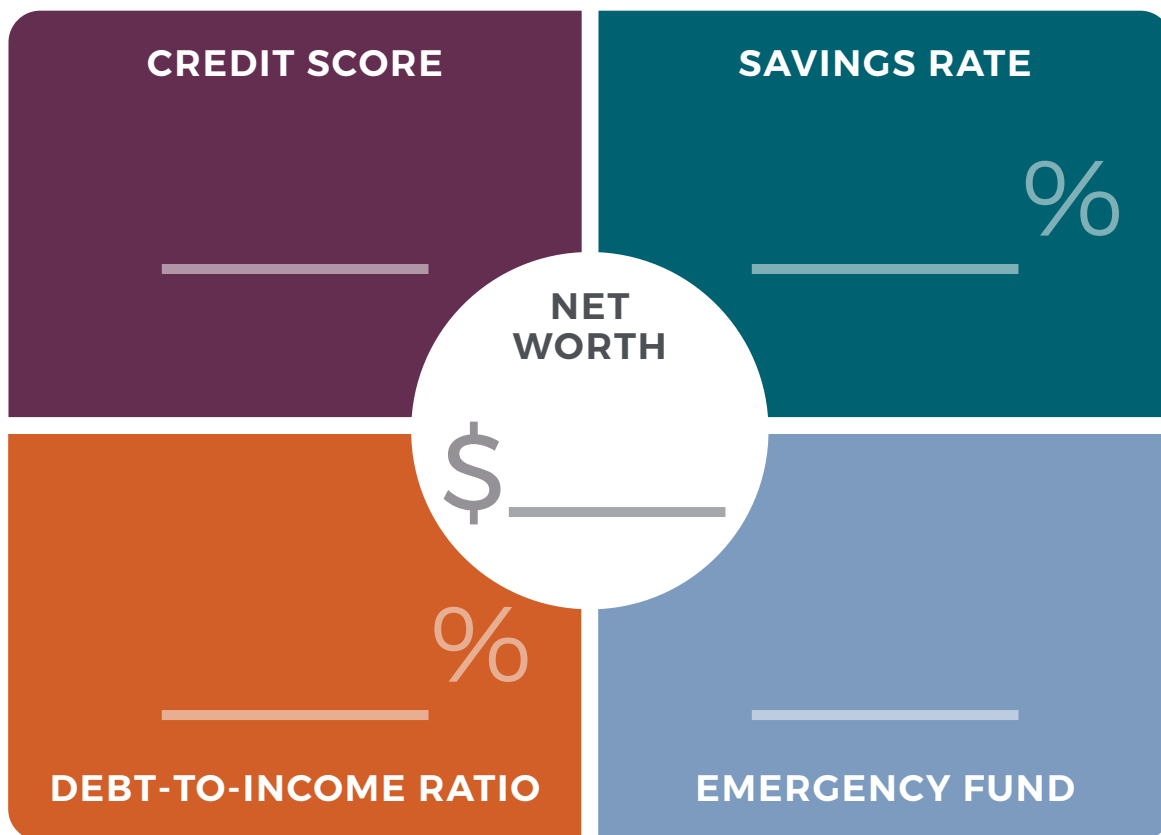 CREDIT SCORE
SAVINGS RATE
%
NET
WORTH
$
%
DEBT-TO-INCOME RATIO
EMERGENCY FUND